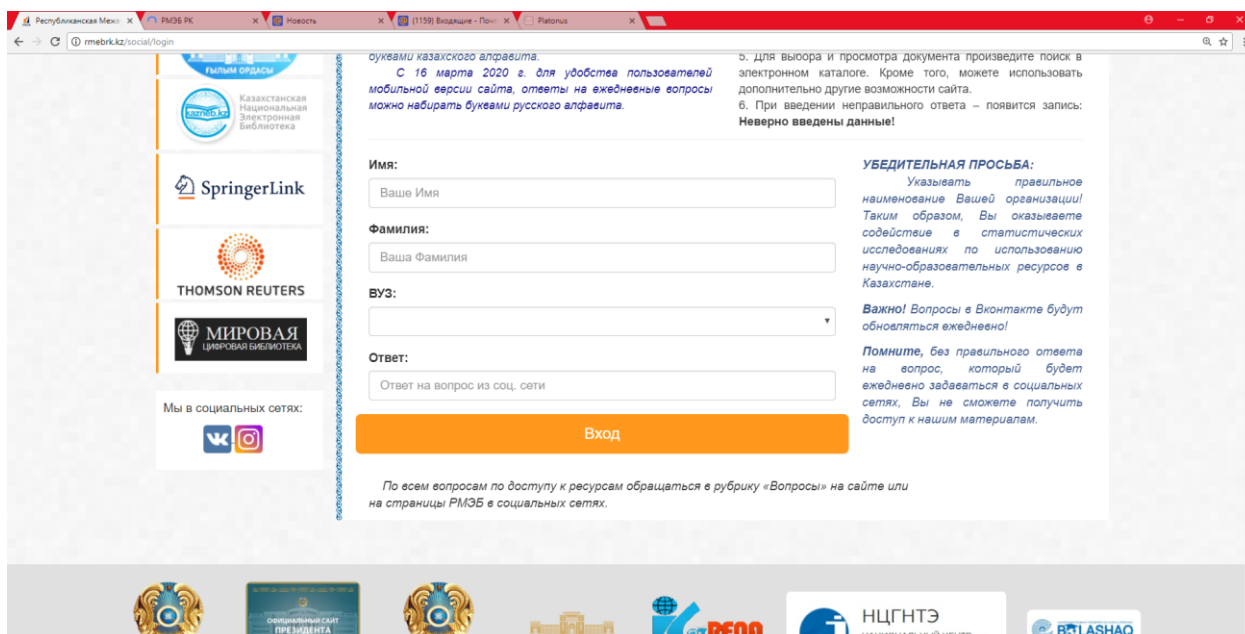 Республиканская Меж
РМЭБ РК
Новость
(1159) Входящие - Поч
Platonus
rmebrk.kz/social/login
ҒЫЛЫМ ОРДАСЫ
kazneb.kz
Казахстанская
Национальная
Электронная
Библиотека
SpringerLink
THOMSON REUTERS
МИРОВАЯ
ЦИФРОВАЯ БИБЛИОТЕКА
Мы в социальных сетях:
буквами казахского алфавита.
С 16 марта 2020 г. для удобства пользователей
мобильной версии сайта, ответы на ежедневные вопросы
можно набирать буквами русского алфавита.
5. Для выбора и просмотра документа произведите поиск в
электронном каталоге. Кроме того, можете использовать
дополнительно другие возможности сайта.
6. При введении неправильного ответа – появится запись:
Неверно введены данные!
Имя:
Ваше Имя
Фамилия:
Ваша Фамилия
ВУЗ:
Ответ:
Ответ на вопрос из соц. сети
Вход
УБЕДИТЕЛЬНАЯ ПРОСЬБА:
Указывать правильное
наименование Вашей организации!
Таким образом, Вы оказываете
содействие в статистических
исследованиях по использованию
научно-образовательных ресурсов в
Казахстане.
Важно! Вопросы в Вконтакте будут
обновляться ежедневно!
Помните, без правильного ответа
на вопрос, который будет
ежедневно задаваться в социальных
сетях, Вы не сможете получить
доступ к нашим материалам.
По всем вопросам по доступу к ресурсам обращаться в рубрику «Вопросы» на сайте или
на страницы РМЭБ в социальных сетях.
ОФИЦИАЛЬНЫЙ САЙТ
ПРЕЗИДЕНТА
НЦГНТЭ